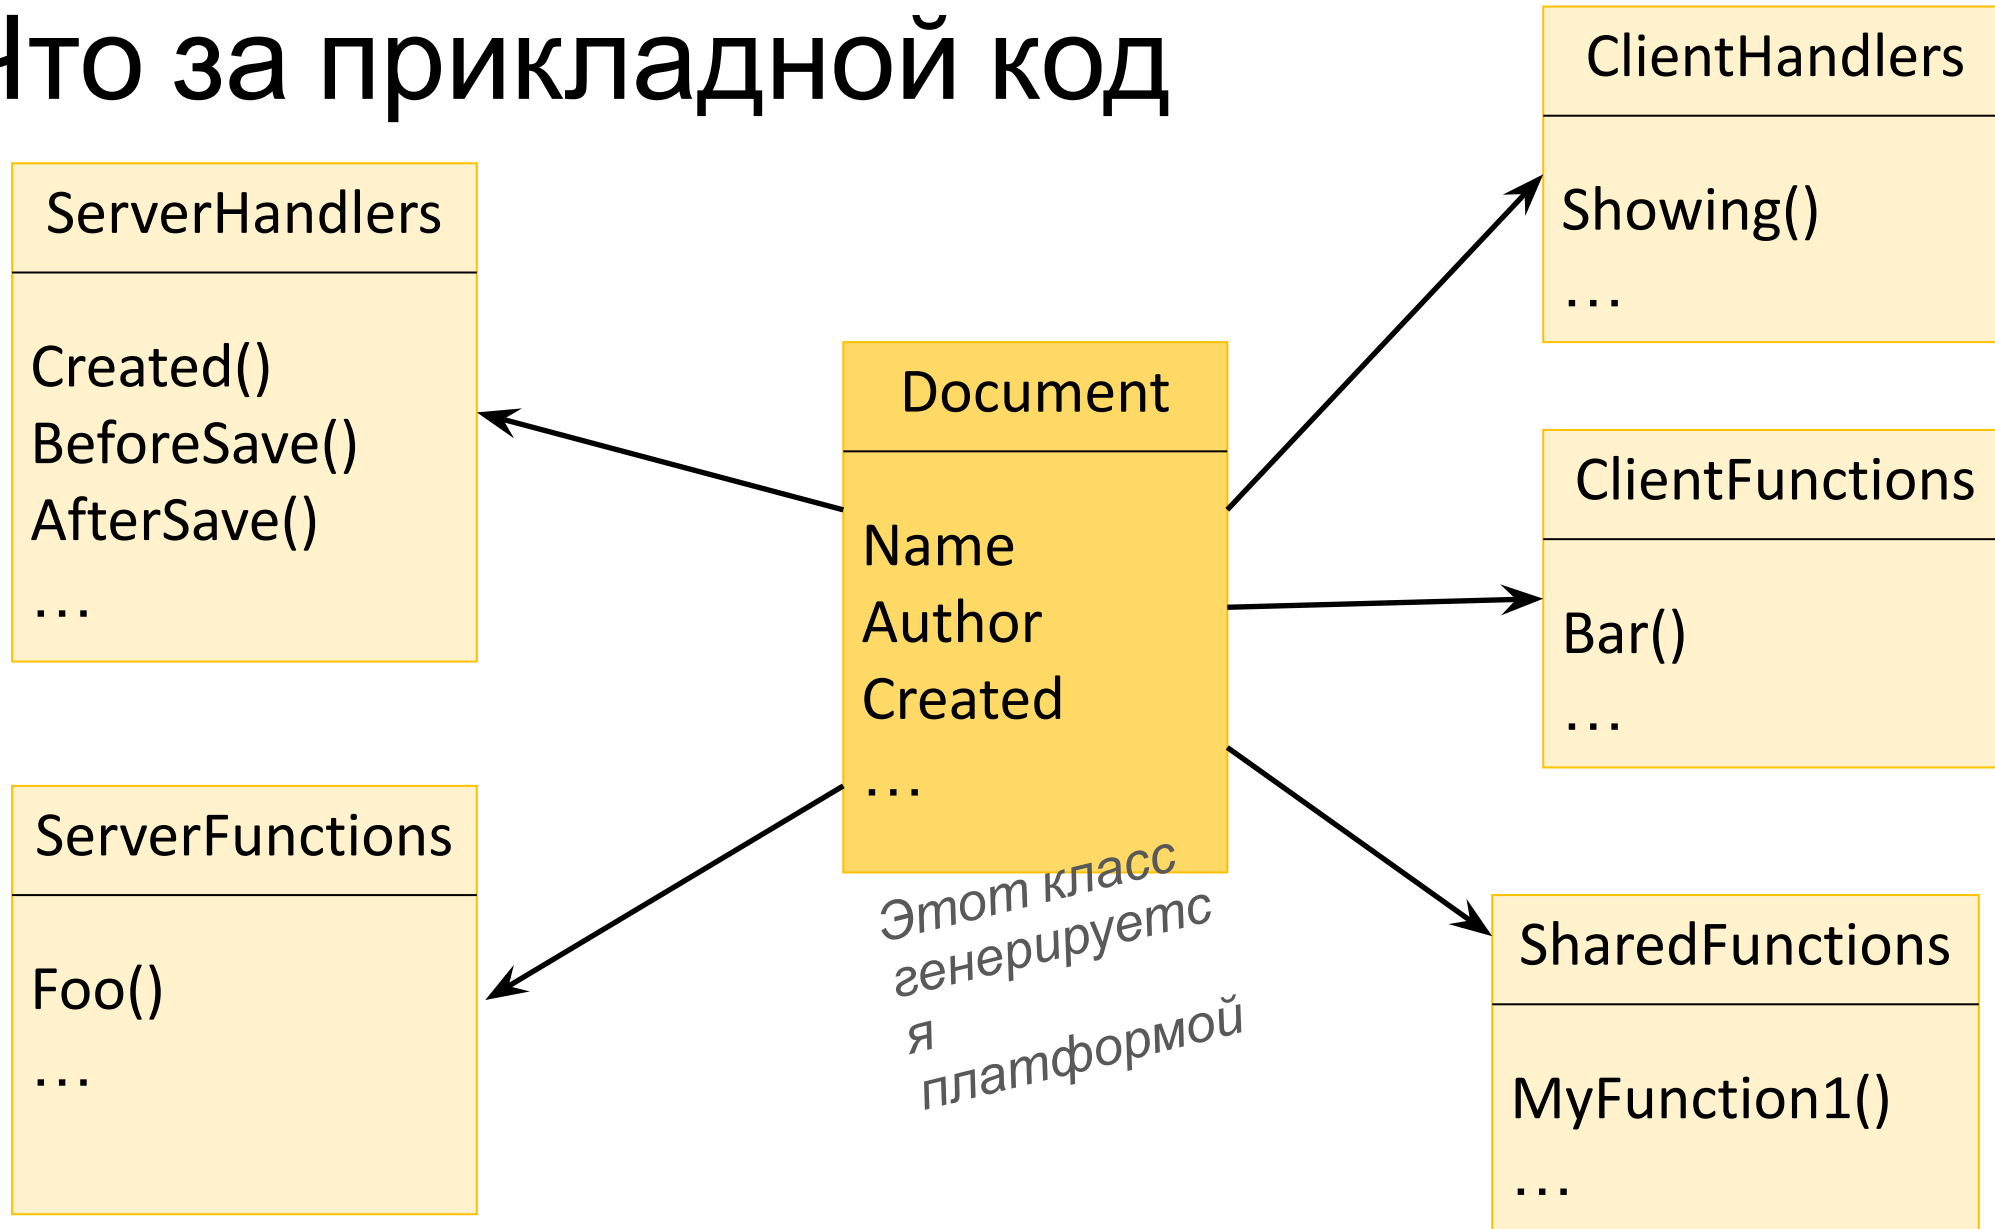 Что за прикладной код
ServerHandlers
Created()
BeforeSave()
AfterSave()
...
ServerFunctions
Foo()
...
Document
Name
Author
Created
...
Этот класс
генерируетс
я
платформой
ClientHandlers
Showing()
...
ClientFunctions
Bar()
...
SharedFunctions
MyFunction1()
...